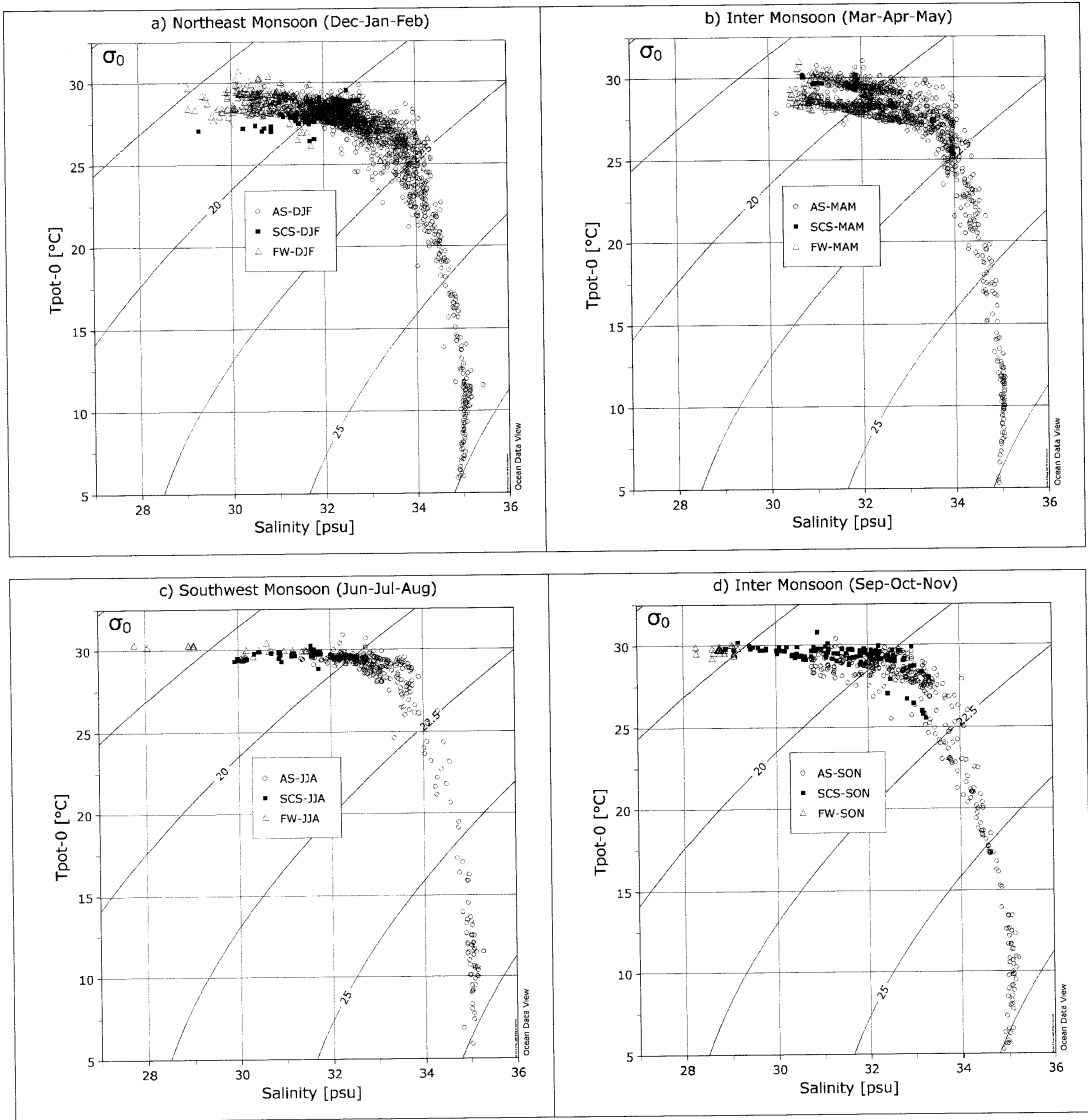 a) Northeast Monsoon (Dec-Jan-Feb)
σ0
30
25
20
15
10
5
Tpot-0 [°C]
20
25
AS-DJF
SCS-DJF
FW-DJF
28
30
32
34
36
Salinity [psu]
Ocean Data View
b) Inter Monsoon (Mar-Apr-May)
σ0
30
25
20
15
10
5
Tpot-0 [°C]
20
25
AS-MAM
SCS-MAM
FW-MAM
28
30
32
34
36
Salinity [psu]
Ocean Data View
c) Southwest Monsoon (Jun-Jul-Aug)
σ0
30
25
20
15
10
5
Tpot-0 [°C]
20
22.5
25
AS-JJA
SCS-JJA
FW-JJA
28
30
32
34
36
Salinity [psu]
Ocean Data View
d) Inter Monsoon (Sep-Oct-Nov)
σ0
30
25
20
15
10
5
Tpot-0 [°C]
20
22.5
25
AS-SON
SCS-SON
FW-SON
28
30
32
34
36
Salinity [psu]
Ocean Data View